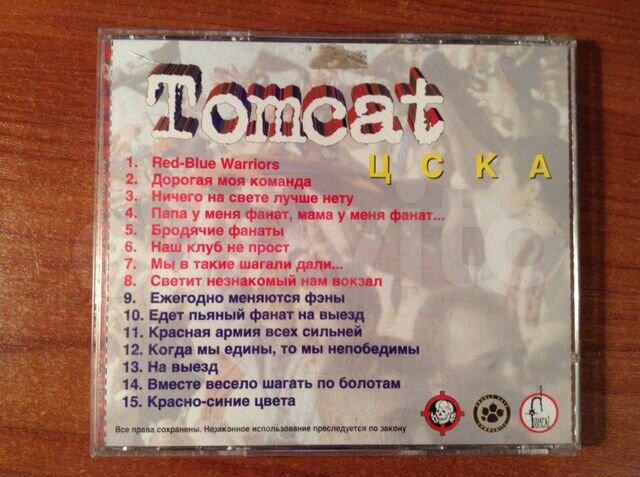 Tomcat
ЦСКА
1. Red-Blue Warriors
2. Дорогая моя команда
3. Ничего на свете лучше нету
4. Папа у меня фанат, мама у меня фанат...
5. Бродячие фанаты
6. Наш клуб не прост
7. Мы в такие шагали дали...
8. Светит незнакомый нам вокзал
9. Ежегодно меняются фэны
10. Едет пьяный фанат на выезд
11. Красная армия всех сильней
12. Когда мы едины, то мы непобедимы
13. На выезд
14. Вместе весело шагать по болотам
15. Красно-синие цвета
Все права сохранены. Незаконное использование преследуется по закону
Tomcat